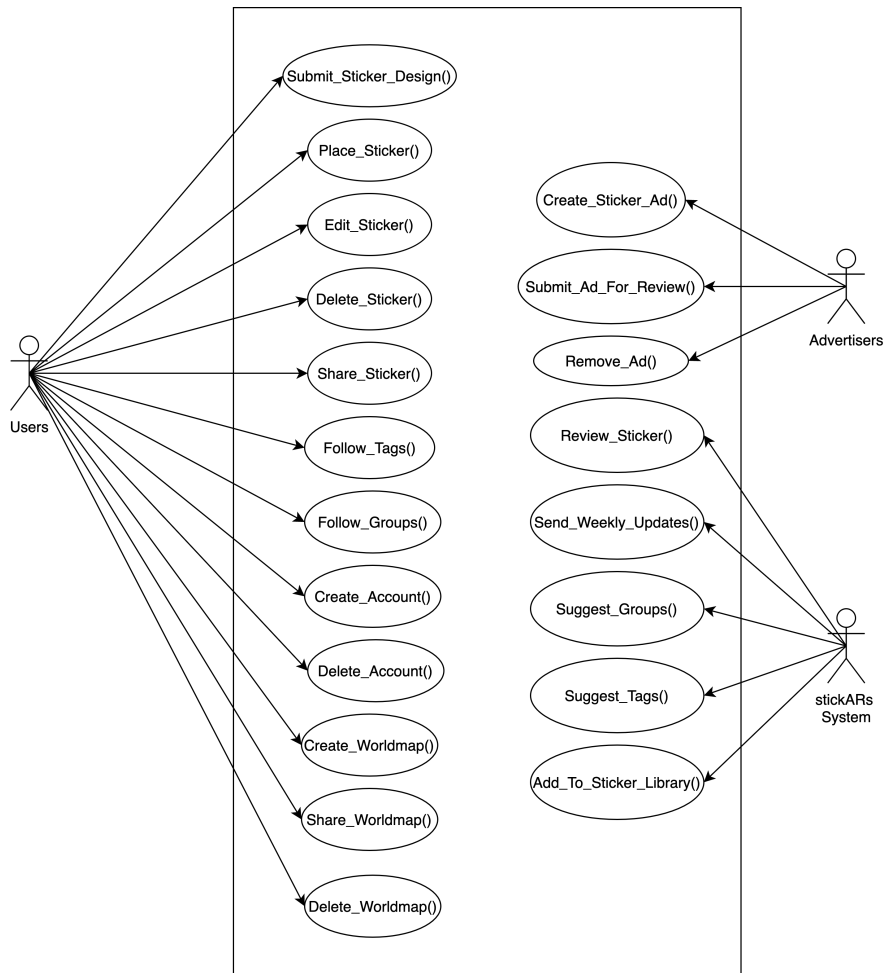 Submit_Sticker_Design()
Place_Sticker()
Edit_Sticker()
Delete_Sticker()
Share_Sticker()
Follow_Tags()
Follow_Groups()
Create_Account()
Delete_Account()
Create_Worldmap()
Share_Worldmap()
Delete_Worldmap()
Users
Create_Sticker_Ad()
Submit_Ad_For_Review()
Remove_Ad()
Review_Sticker()
Send_Weekly_Updates()
Suggest_Groups()
Suggest_Tags()
Add_To_Sticker_Library()
Advertisers
stickARs
System